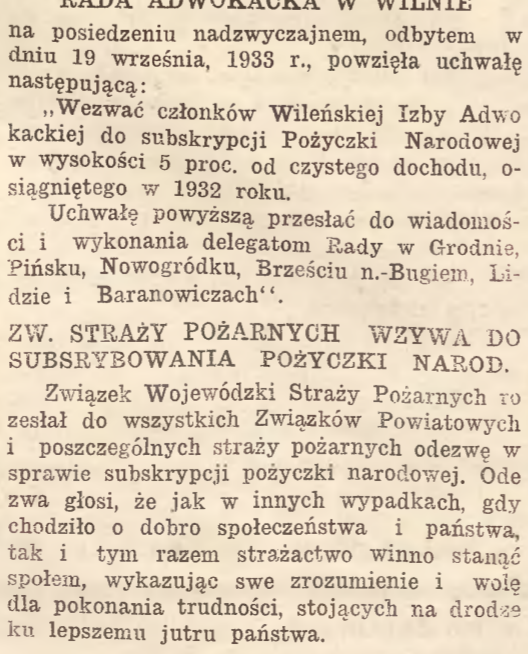 RADA ADWOKACKA W WILNIE
na posiedzeniu nadzwyczajnem, odbytem w
dniu 19 września, 1933 r., powzięła uchwałę
następującą:
„Wezwać członków Wileńskiej Izby Adwo
kackiej do subskrypcji Pożyczki Narodowej
w wysokości 5 proc. od czystego dochodu, o-
siągniętego w 1932 roku.
Uchwałę powyższą przesłać do wiadomoś-
ci i wykonania delegatom Rady w Grodnie,
Pińsku, Nowogródku, Brześciu n.-Bugiem, Li-
dzie i Baranowiczach“.
ZW. STRAŻY POŻARNYCH WZYWA DO
SUBSRYBOWANIA POŻYCZKI NAROD.
Związek Wojewódzki Straży Pożarnych ro
zesłał do wszystkich Związków Powiatowych
i poszczególnych straży pożarnych odezwę w
sprawie subskrypcji pożyczki narodowej. Ode
zwa głosi, że jak w innych wypadkach, gdy
chodziło o dobro społeczeństwa i państwa,
tak i tym razem strażactwo winno stanąć
społem, wykazując swe zrozumienie i wolę
dla pokonania trudności, stojących na drodze
ku lepszemu jutru państwa.